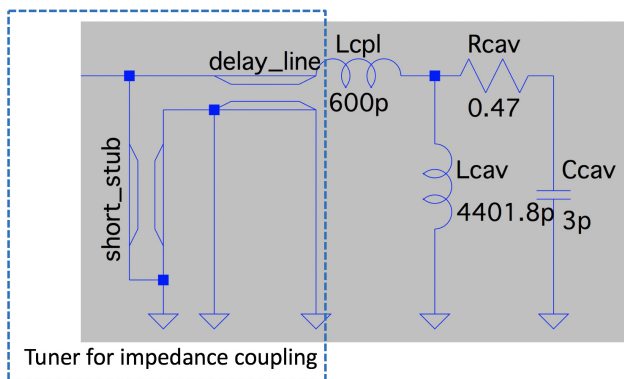 delay_line
Lcpl
600p
Rcav
0.47
short_stub
Lcav
4401.8p
Ccav
3p
Tuner for impedance coupling